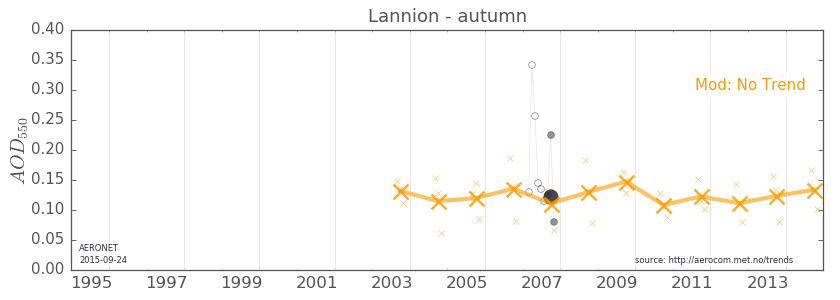 Lannion - autumn
0.40
0.35
0.30
0.25
0.20
0.15
0.10
0.05
0.00
AOD550
Mod: No Trend
AERONET
2015-09-24
source: http://aerocom.met.no/trends
1995 1997 1999 2001 2003 2005 2007 2009 2011 2013